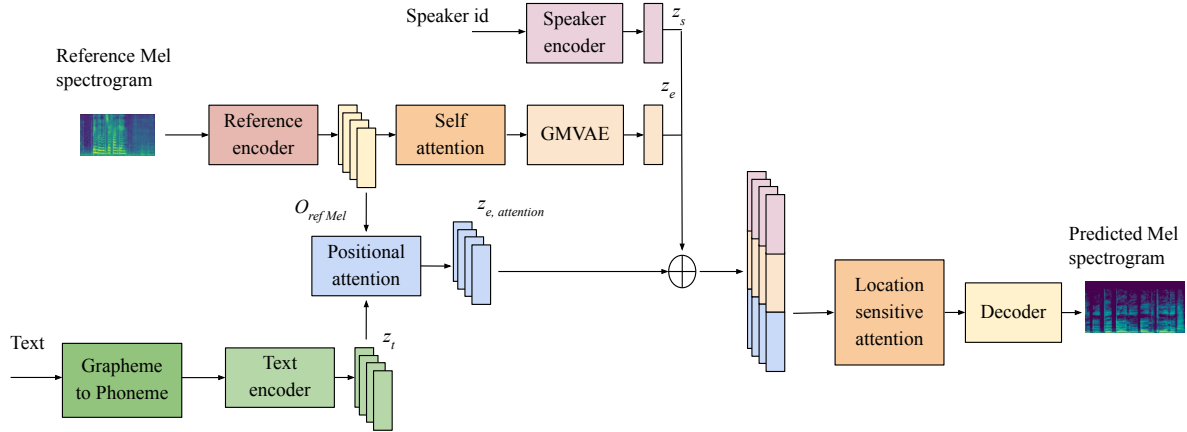 Speaker id
Speaker
encoder
z_s
Reference Mel
spectrogram
Reference
encoder
Self
attention
GMVAE
z_e
O_ref Mel
z_e, attention
Positional
attention
Predicted Mel
spectrogram
Location
sensitive
attention
Decoder
Text
Grapheme
to Phoneme
Text
encoder
z_t